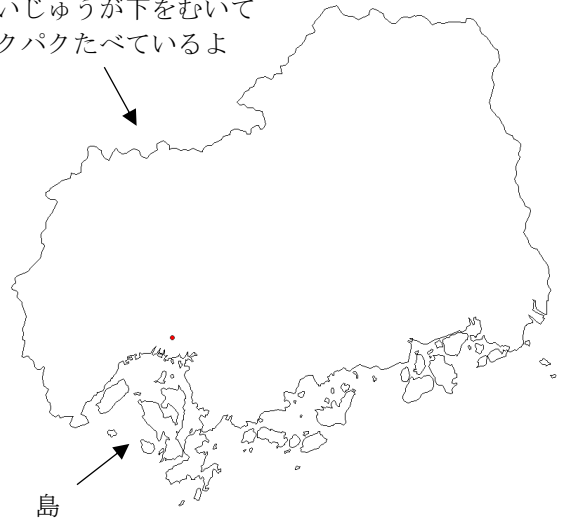 いじゅうが下をむいて
クパクたべているよ
島